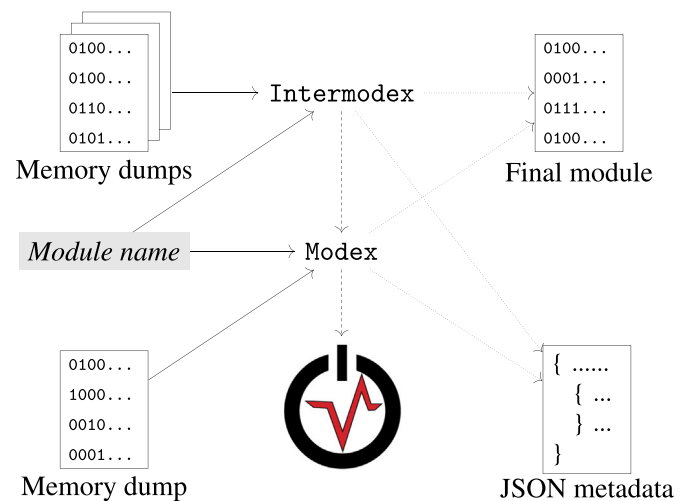 0100...
0100...
0110...
0101...
Memory dumps
Intermodex
0100...
0001...
0111...
0100...
Final module
Module name
Modex
0100...
1000...
0010...
0001...
Memory dump
{ ......
{ ...
} ...
}
JSON metadata